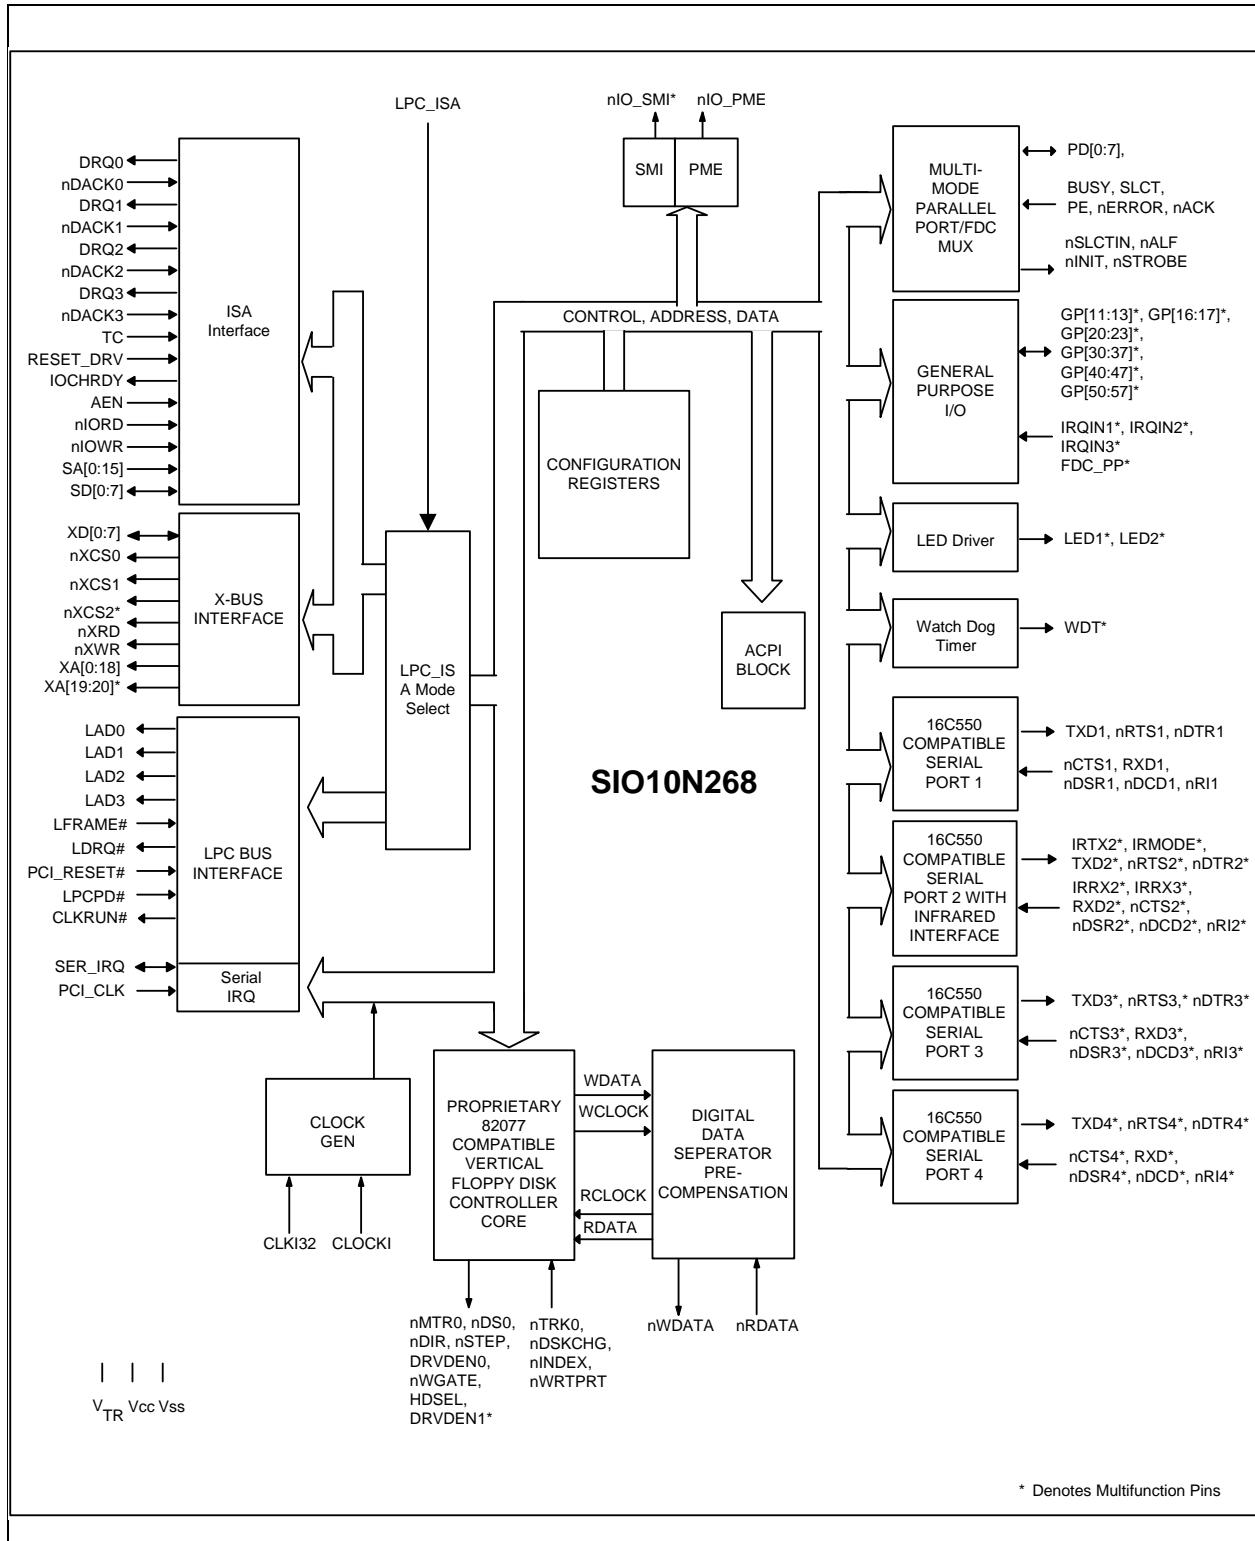 LPC_ISA
nIO_SMI*
nIO_PME
SMI
PME
DRQ0
nDACK0
DRQ1
nDACK1
DRQ2
nDACK2
DRQ3
nDACK3
TC
RESET_DRV
IOCHRDY
AEN
nIORD
nIOWR
SA[0:15]
SD[0:7]
ISA
Interface
XD[0:7]
nXCS0
nXCS1
nXCS2*
nXRD
nXWR
XA[0:18]
XA[19:20]*
X-BUS
INTERFACE
LAD0
LAD1
LAD2
LAD3
LFRAME#
LDRQ#
PCI_RESET#
LPCPD#
CLKRUN#
LPC BUS
INTERFACE
SER_IRQ
PCI_CLK
Serial
IRQ
LPC_IS
A Mode
Select
CONTROL, ADDRESS, DATA
CONFIGURATION
REGISTERS
ACPI
BLOCK
SIO10N268
MULTI-
MODE
PARALLEL
PORT/FDC
MUX
PD[0:7],
BUSY, SLCT,
PE, nERROR, nACK
nSLCTIN, nALF
nINIT, nSTROBE
GENERAL
PURPOSE
I/O
GP[11:13]*, GP[16:17]*,
GP[20:23]*,
GP[30:37]*,
GP[40:47]*,
GP[50:57]*
IRQIN1*, IRQIN2*,
IRQIN3*
FDC_PP*
LED Driver
LED1*, LED2*
Watch Dog
Timer
WDT*
16C550
COMPATIBLE
SERIAL
PORT 1
TXD1, nRTS1, nDTR1
nCTS1, RXD1,
nDSR1, nDCD1, nRI1
16C550
COMPATIBLE
SERIAL
PORT 2 WITH
INFRARED
INTERFACE
IRTX2*, IRMODE*,
TXD2*, nRTS2*, nDTR2*
IRRX2*, IRRX3*,
RXD2*, nCTS2*,
nDSR2*, nDCD2*, nRI2*
16C550
COMPATIBLE
SERIAL
PORT 3
TXD3*, nRTS3,* nDTR3*
nCTS3*, RXD3*,
nDSR3*, nDCD3*, nRI3*
16C550
COMPATIBLE
SERIAL
PORT 4
TXD4*, nRTS4*, nDTR4*
nCTS4*, RXD*,
nDSR4*, nDCD*, nRI4*
CLOCK
GEN
CLKI32
CLOCKI
PROPRIETARY
82077
COMPATIBLE
VERTICAL
FLOPPY DISK
CONTROLLER
CORE
WDATA
WCLOCK
RCLOCK
RDATA
DIGITAL
DATA
SEPERATOR
PRE-
COMPENSATION
nMTR0, nDS0,
nDIR, nSTEP,
DRVDEN0,
nWGATE,
HDSEL,
DRVDEN1*
nTRK0,
nDSKCHG,
nINDEX,
nWRTPRT
nWDATA
nRDATA
VTR Vcc Vss
* Denotes Multifunction Pins